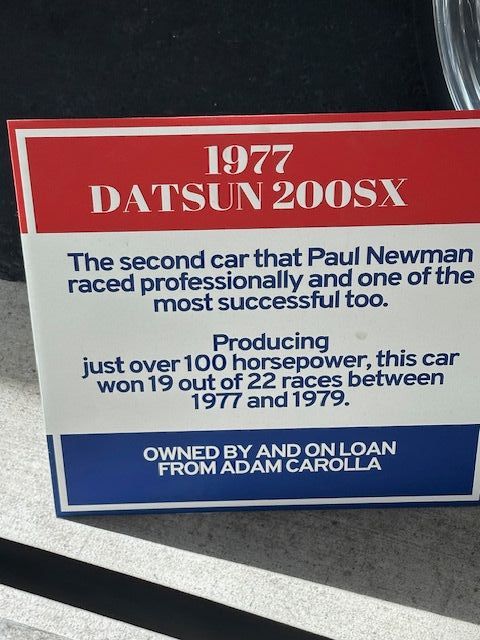 1977
DATSUN 200SX
The second car that Paul Newman
raced professionally and one of the
most successful too.
Producing
just over 100 horsepower, this car
won 19 out of 22 races between
1977 and 1979.
OWNED BY AND ON LOAN
FROM ADAM CAROLLA